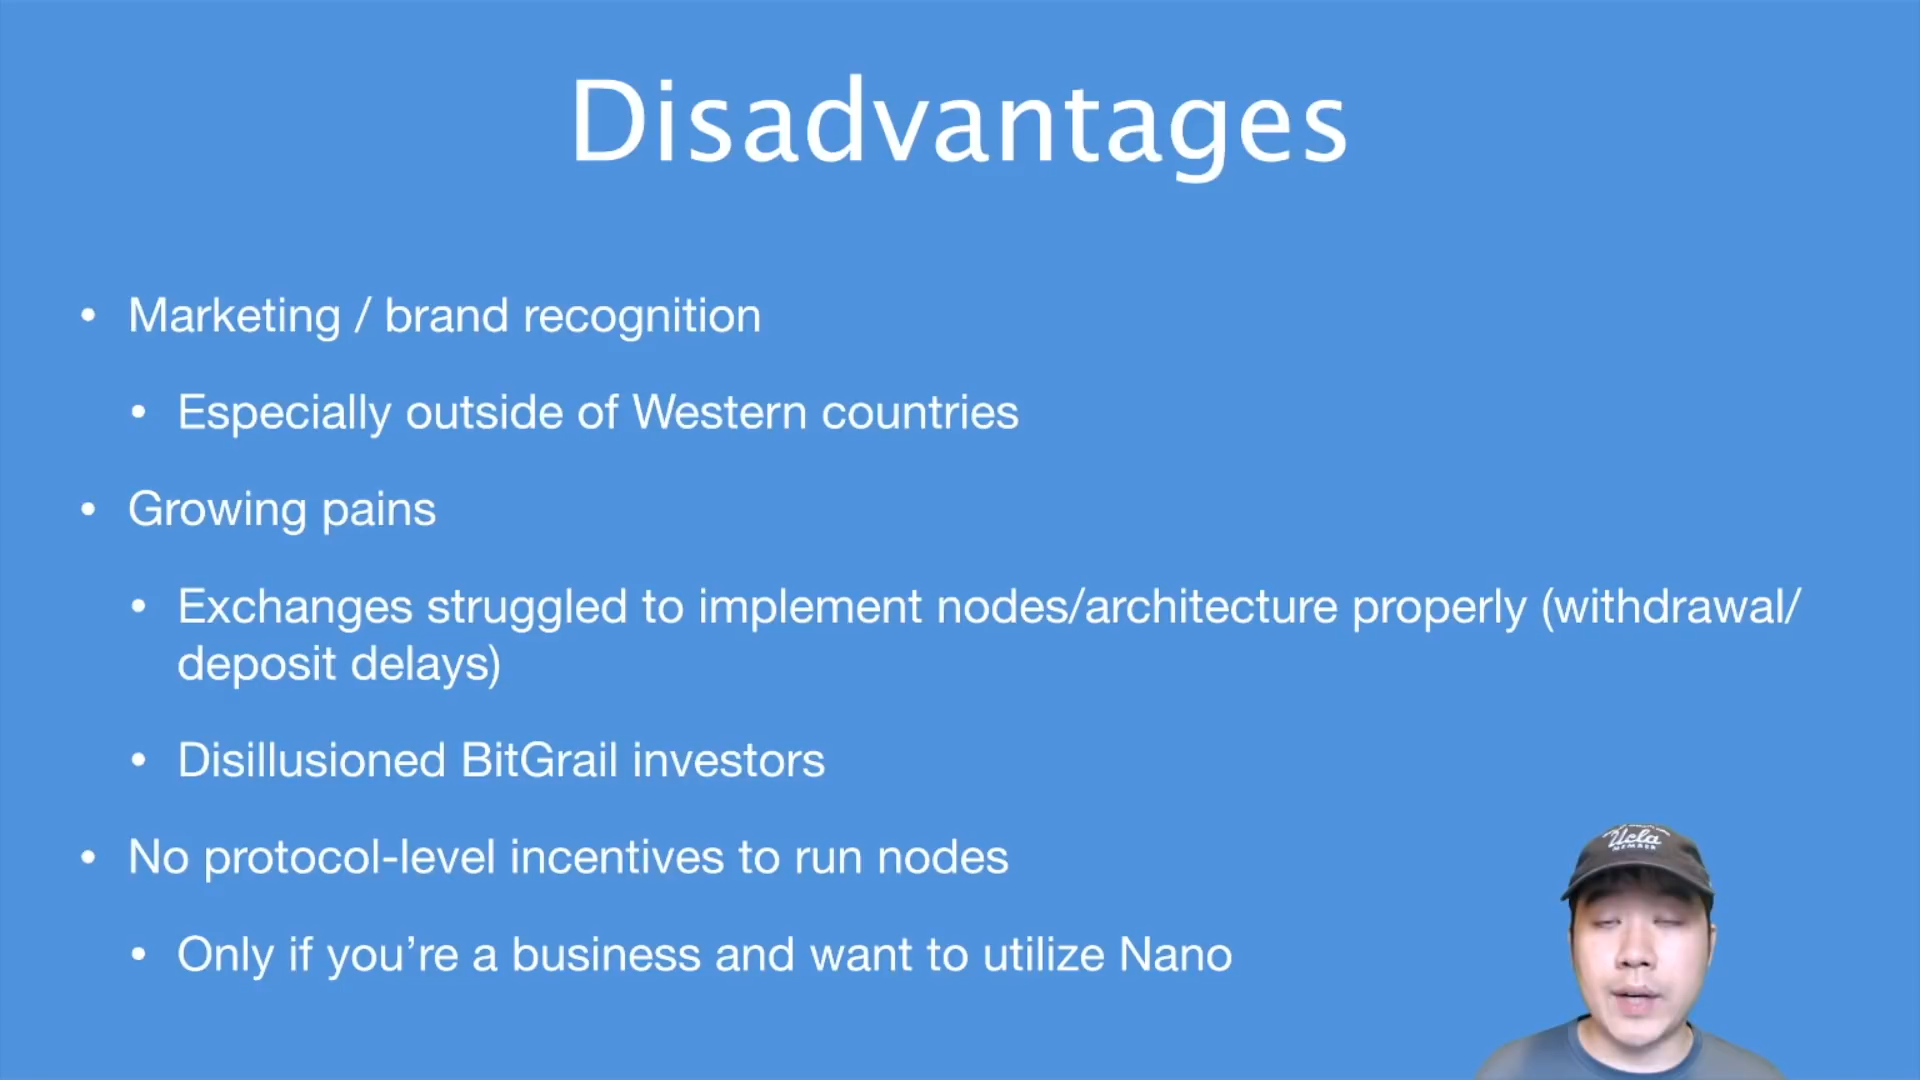 Disadvantages
• Marketing / brand recognition
• Especially outside of Western countries
• Growing pains
• Exchanges struggled to implement nodes/architecture properly (withdrawal/
deposit delays)
• Disillusioned BitGrail investors
• No protocol-level incentives to run nodes
• Only if you’re a business and want to utilize Nano
Ucla
MEMBER